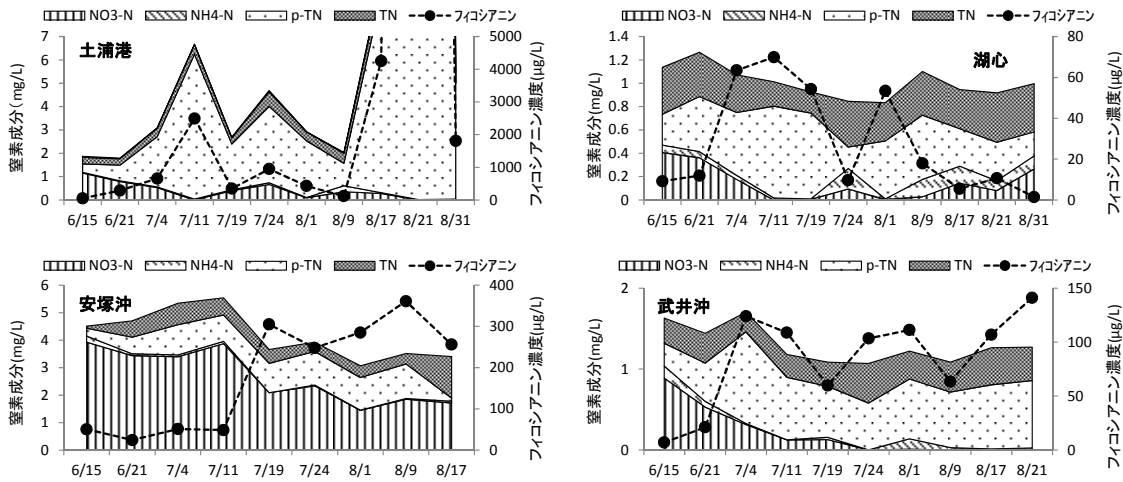 NO3-N NH4-N p-TN TN フィコシアニン
土浦港
窒素成分(mg/L)
7
6
5
4
3
2
1
0
5000
4000
3000
2000
1000
0
フィコシアニン濃度(μg/L)
6/15 6/21 7/4 7/11 7/19 7/24 8/1 8/9 8/17 8/21 8/31
NO3-N NH4-N p-TN TN フィコシアニン
湖心
窒素成分(mg/L)
1.4
1.2
1
0.8
0.6
0.4
0.2
0
80
60
40
20
0
フィコシアニン濃度(μg/L)
6/15 6/21 7/4 7/11 7/19 7/24 8/1 8/9 8/17 8/21 8/31
NO3-N NH4-N p-TN TN フィコシアニン
安塚沖
窒素成分(mg/L)
6
5
4
3
2
1
0
400
300
200
100
0
フィコシアニン濃度(μg/L)
6/15 6/21 7/4 7/11 7/19 7/24 8/1 8/9 8/17
NO3-N NH4-N p-TN TN フィコシアニン
武井沖
窒素成分(mg/L)
2
1
0
150
100
50
0
フィコシアニン濃度(μg/L)
6/15 6/21 7/4 7/11 7/19 7/24 8/1 8/9 8/17 8/21